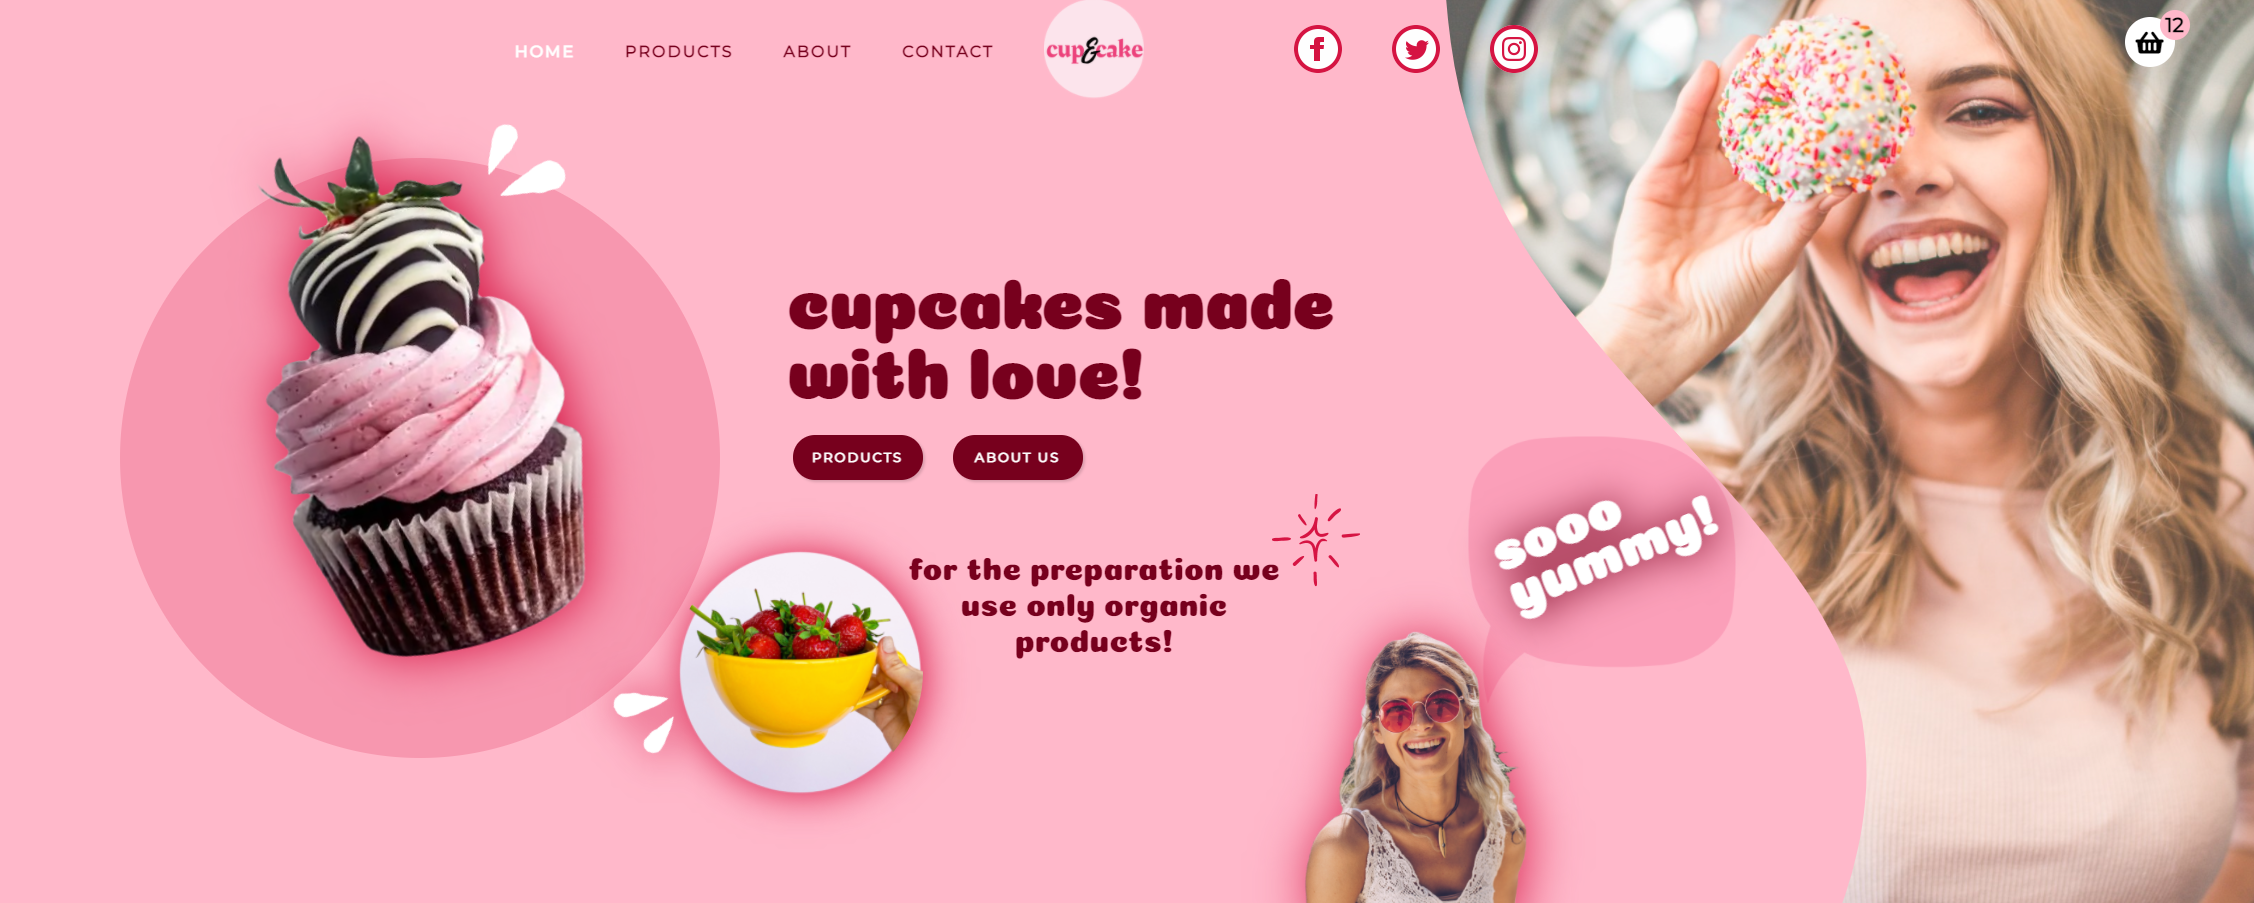 HOME PRODUCTS ABOUT CONTACT cup&cake
12
cupcakes made
with love!
PRODUCTS ABOUT US
for the preparation we
use only organic
products!
sooo
yummy!